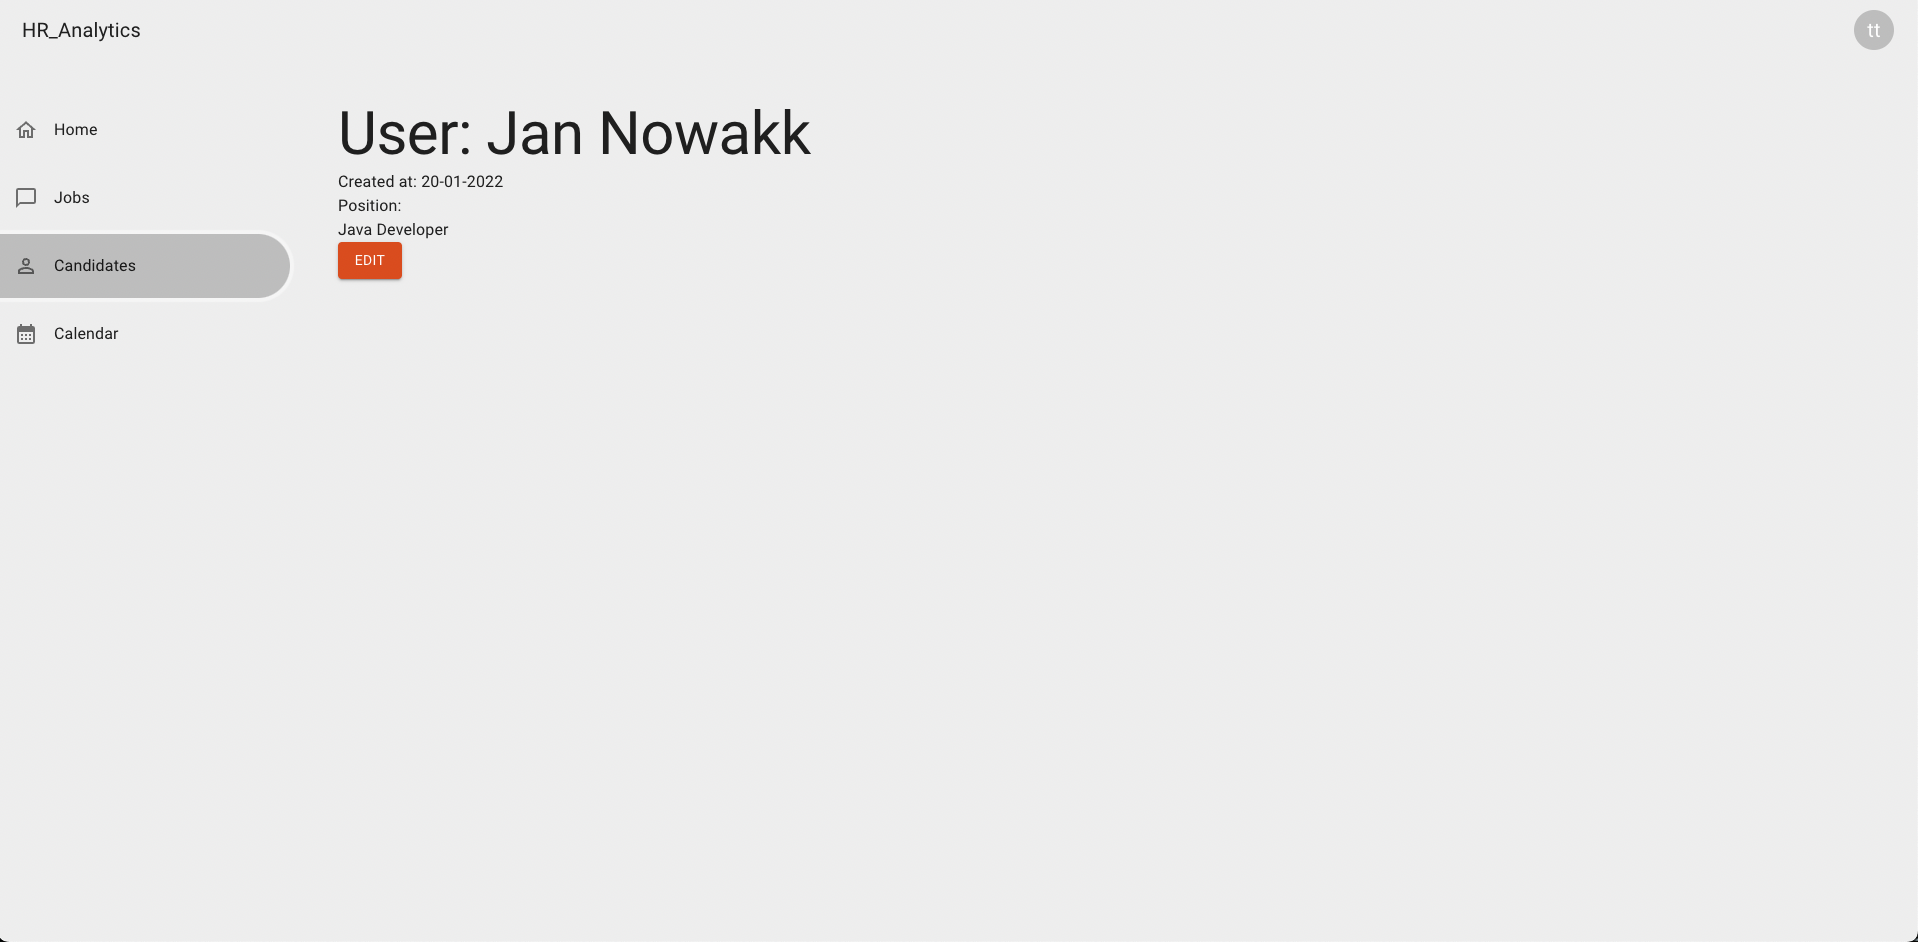 HR_Analytics
tt
Home
Jobs
Candidates
Calendar
User: Jan Nowakk
Created at: 20-01-2022
Position:
Java Developer
EDIT